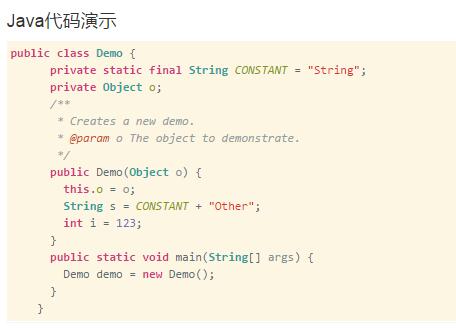 Java代码演示
public class Demo {
      private static final String CONSTANT = "String";
      private Object o;
      /**
       * Creates a new demo.
       * @param o The object to demonstrate.
       */
      public Demo(Object o) {
        this.o = o;
        String s = CONSTANT + "Other";
        int i = 123;
      }
      public static void main(String[] args) {
        Demo demo = new Demo();
      }
    }